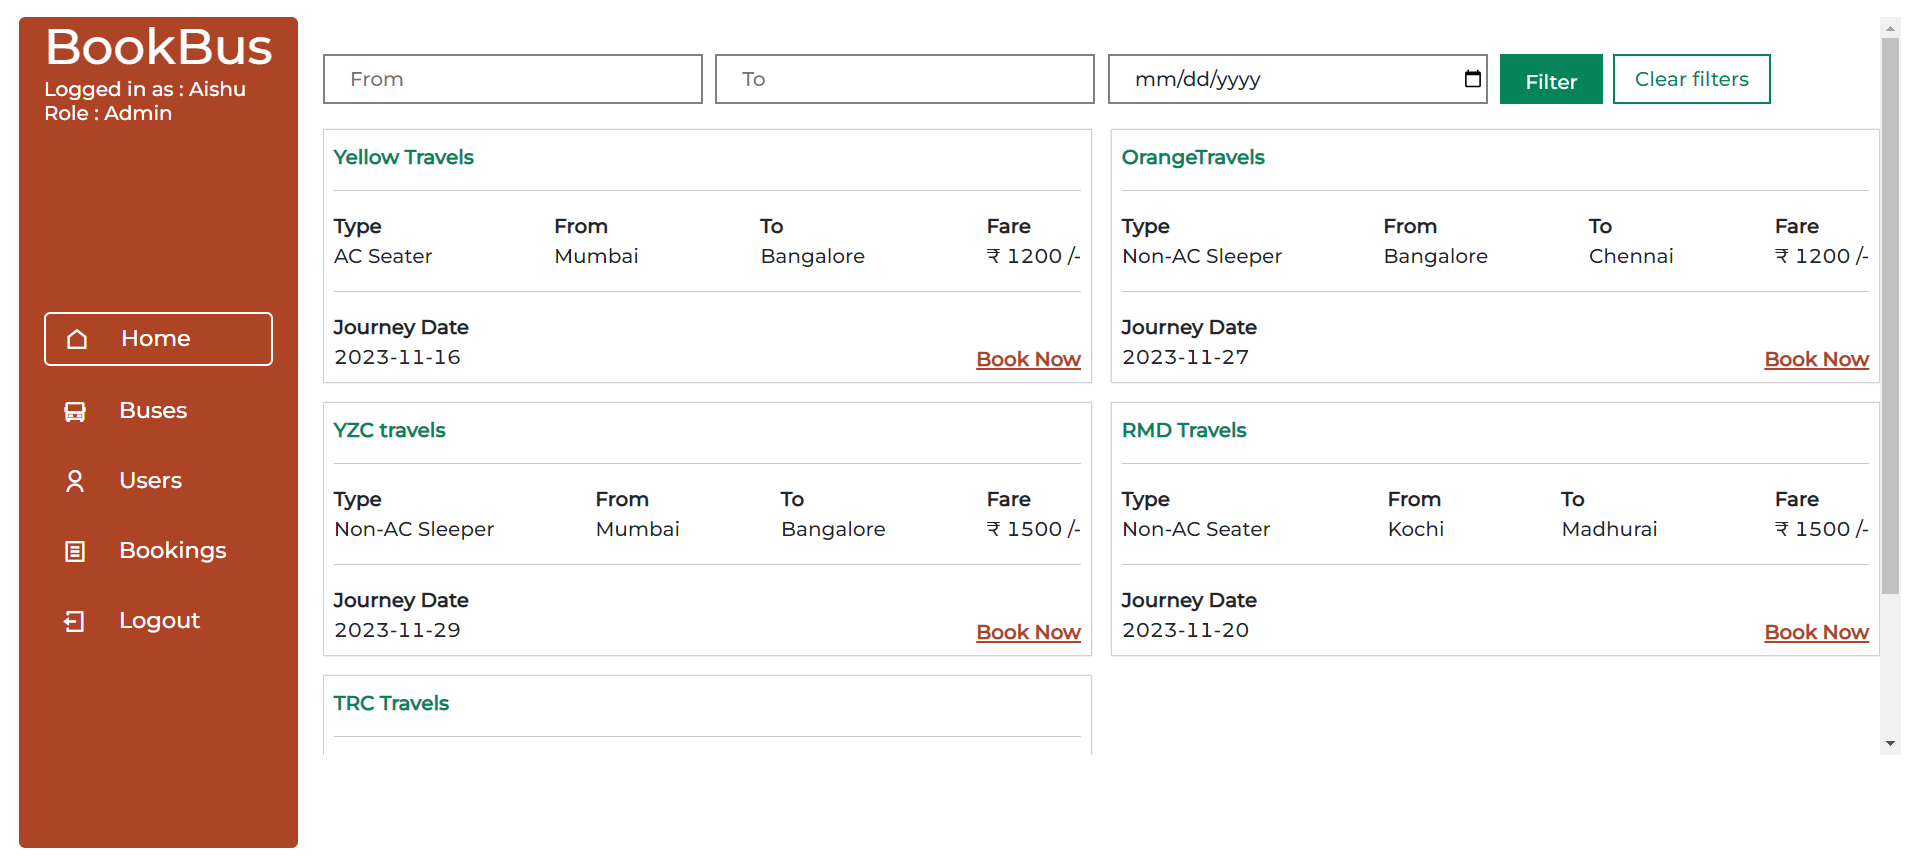 BookBus
Logged in as : Aishu
Role : Admin
Home
Buses
Users
Bookings
Logout
From To mm/dd/yyyy Filter Clear filters
Yellow Travels
Type From To Fare
AC Seater Mumbai Bangalore ₹ 1200 /-
Journey Date
2023-11-16
Book Now
OrangeTravels
Type From To Fare
Non-AC Sleeper Bangalore Chennai ₹ 1200 /-
Journey Date
2023-11-27
Book Now
YZC travels
Type From To Fare
Non-AC Sleeper Mumbai Bangalore ₹ 1500 /-
Journey Date
2023-11-29
Book Now
RMD Travels
Type From To Fare
Non-AC Seater Kochi Madhurai ₹ 1500 /-
Journey Date
2023-11-20
Book Now
TRC Travels